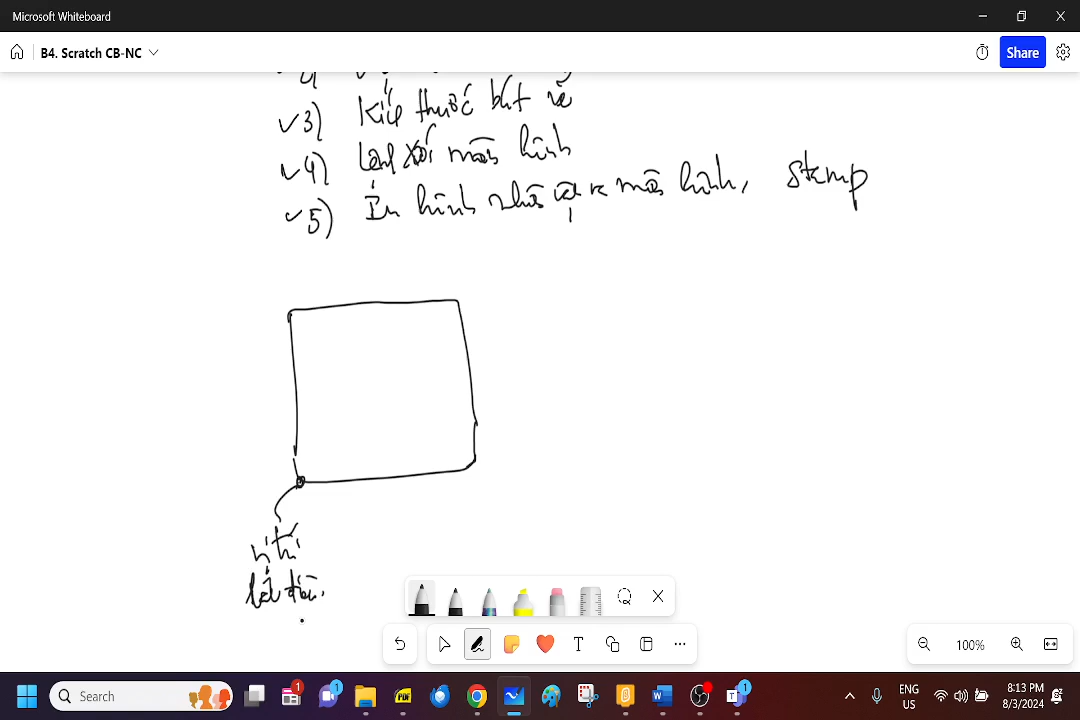 Microsoft Whiteboard
B4. Scratch CB-NC
Share
3) Kích thước bút vẽ
4) Lệnh xóa màn hình
5) In hình nhân vật ra màn hình, stamp
vị trí
bắt đầu.
100%
Search
ENG
US
8:13 PM
8/3/2024